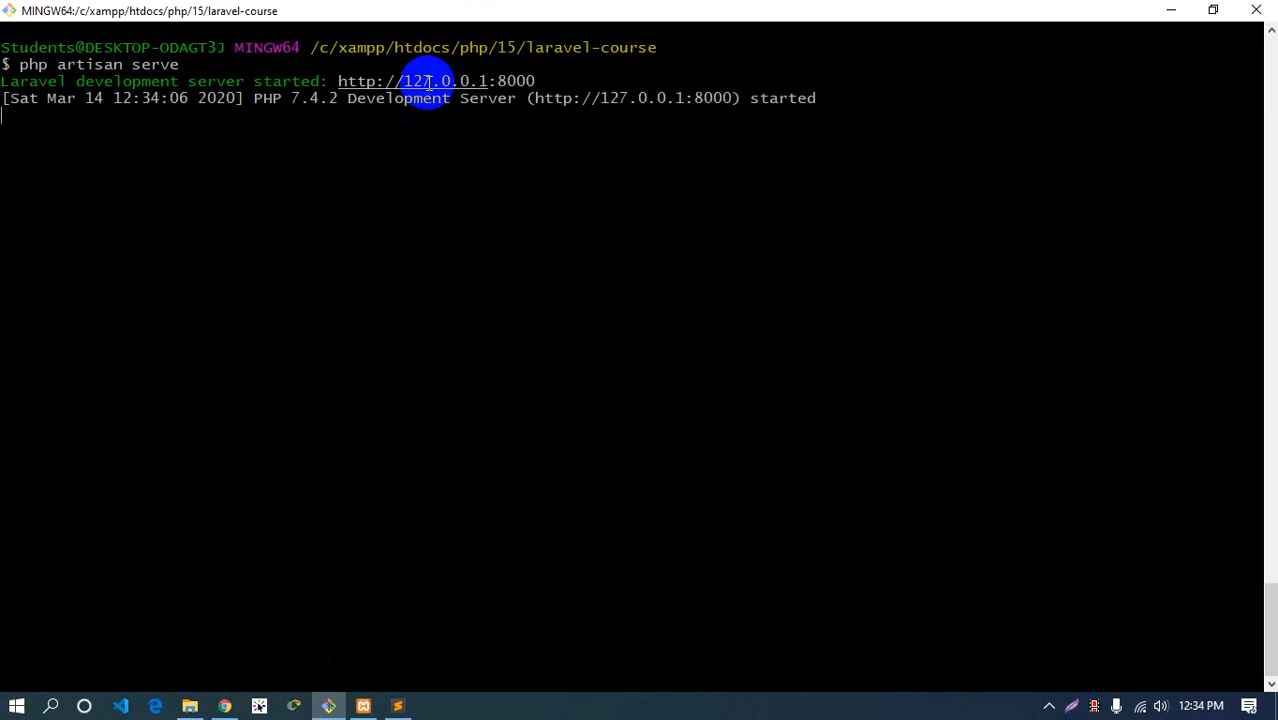 MINGW64:/c/xampp/htdocs/php/15/laravel-course
Students@DESKTOP-ODAGT3J MINGW64 /c/xampp/htdocs/php/15/laravel-course
$ php artisan serve
Laravel development server started: http://127.0.0.1:8000
[Sat Mar 14 12:34:06 2020] PHP 7.4.2 Development Server (http://127.0.0.1:8000) started
12:34 PM